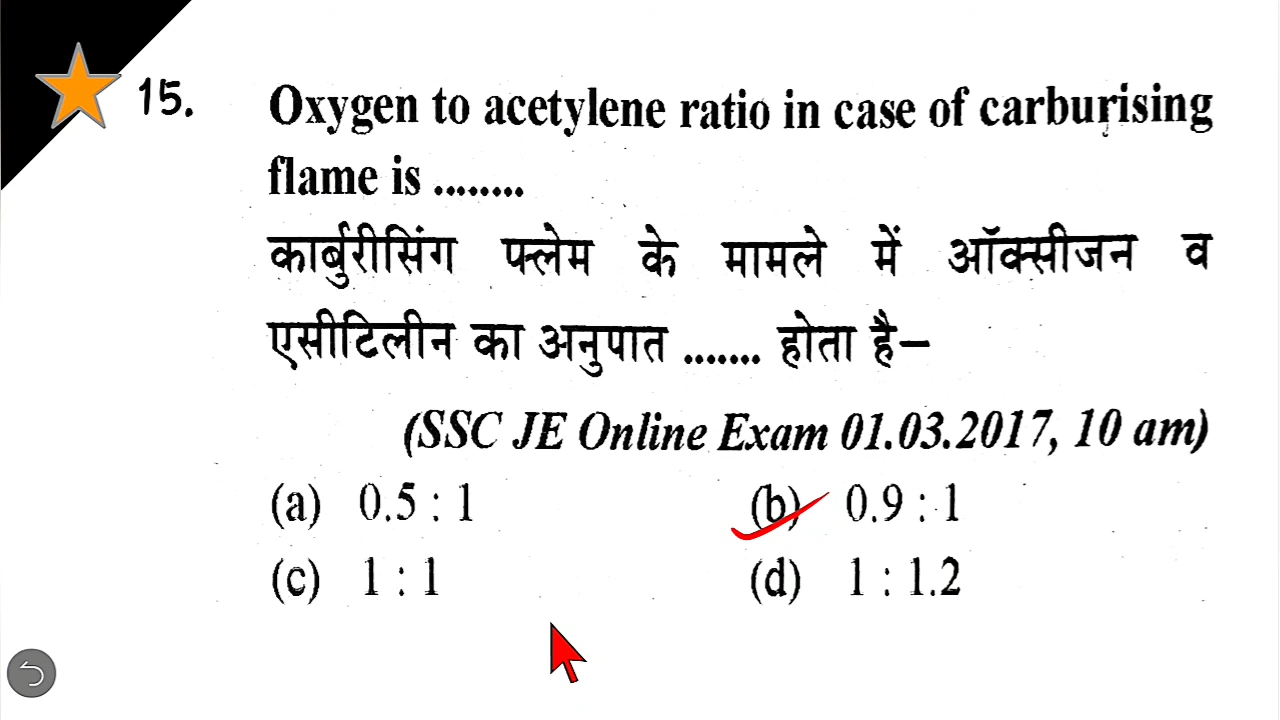 15. Oxygen to acetylene ratio in case of carburising
flame is ........
कार्बुरीसिंग फ्लेम के मामले में ऑक्सीजन व
एसीटिलीन का अनुपात ....... होता है–
(SSC JE Online Exam 01.03.2017, 10 am)
(a) 0.5 : 1 (b) 0.9 : 1
(c) 1 : 1 (d) 1 : 1.2